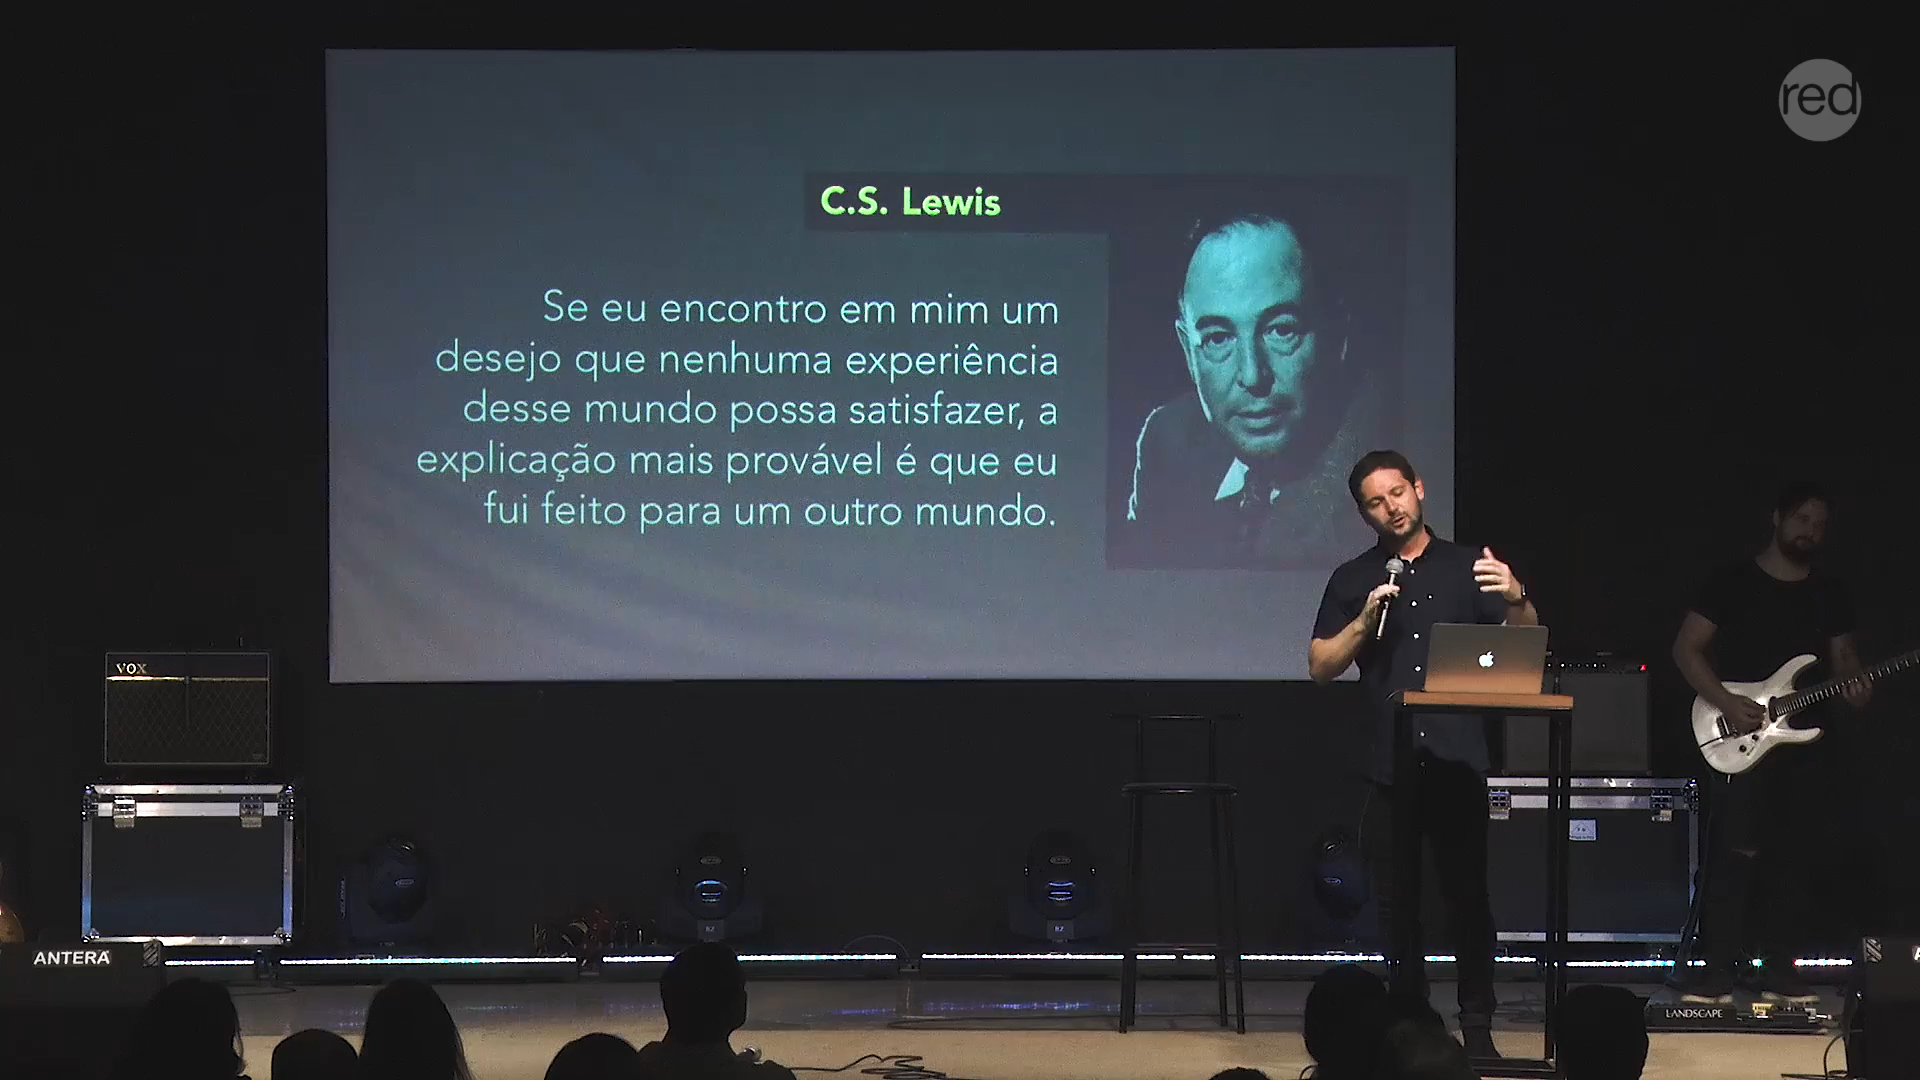 red
C.S. Lewis
Se eu encontro em mim um
desejo que nenhuma experiência
desse mundo possa satisfazer, a
explicação mais provável é que eu
fui feito para um outro mundo.
VOX
ANTERA
LANDSCAPE